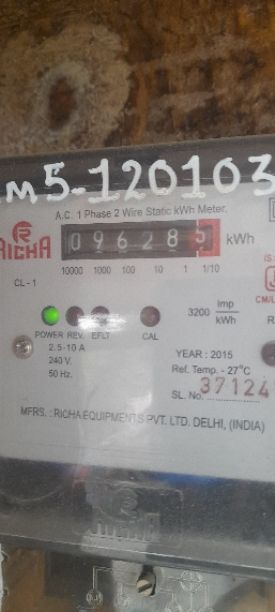 M5-120103
A.C. 1 Phase 2 Wire Static kWh Meter.
RICHA
096285 kWh
10000 1000 100 10 1 1/10
CL - 1
3200 Imp/kWh
POWER REV. EFLT CAL
2.5-10 A
240 V.
50 Hz.
YEAR : 2015
Ref. Temp. - 27°C
SL. No. 37124
MFRS. : RICHA EQUIPMENTS PVT. LTD. DELHI, (INDIA)
RICHA